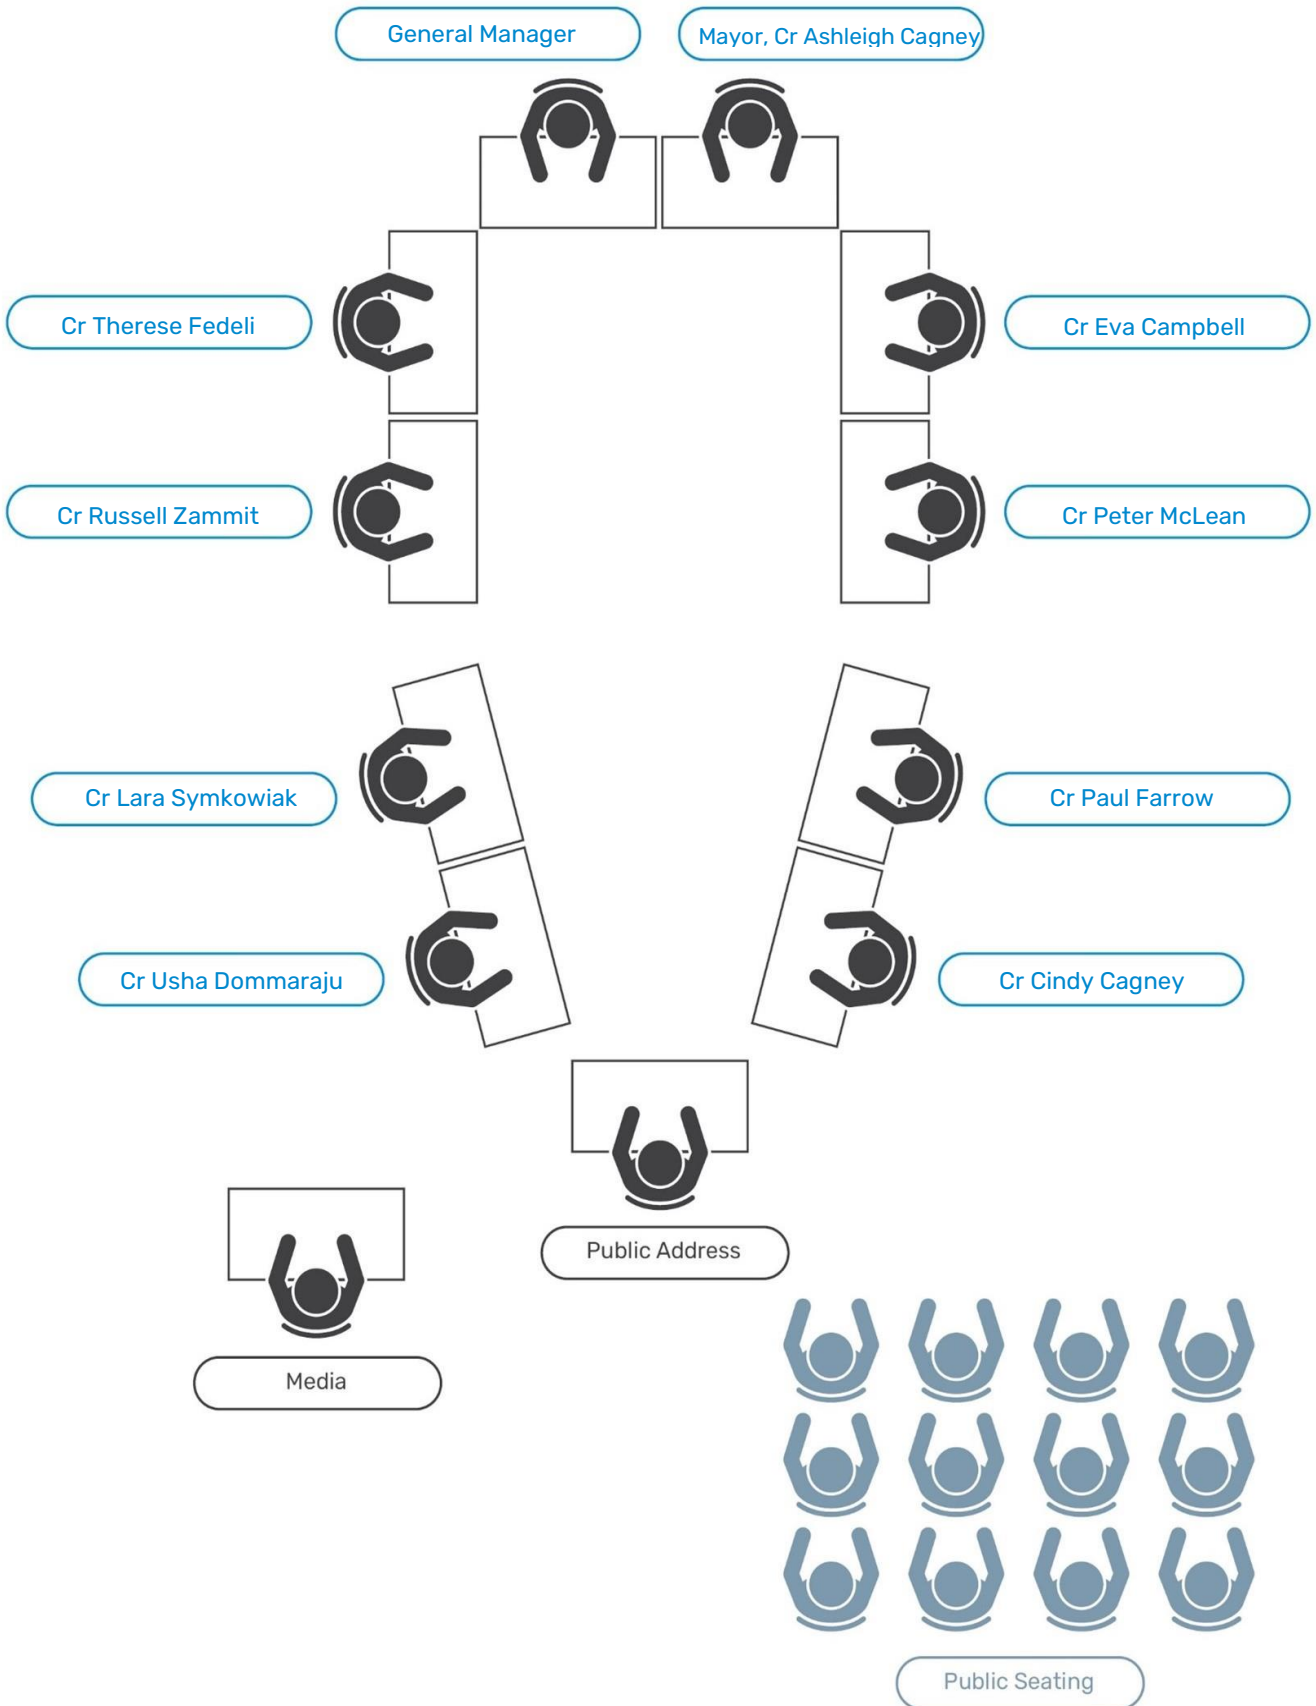 General Manager
Mayor, Cr Ashleigh Cagney
Cr Therese Fedeli
Cr Eva Campbell
Cr Russell Zammit
Cr Peter McLean
Cr Lara Symkowiak
Cr Paul Farrow
Cr Usha Dommaraju
Cr Cindy Cagney
Public Address
Media
Public Seating